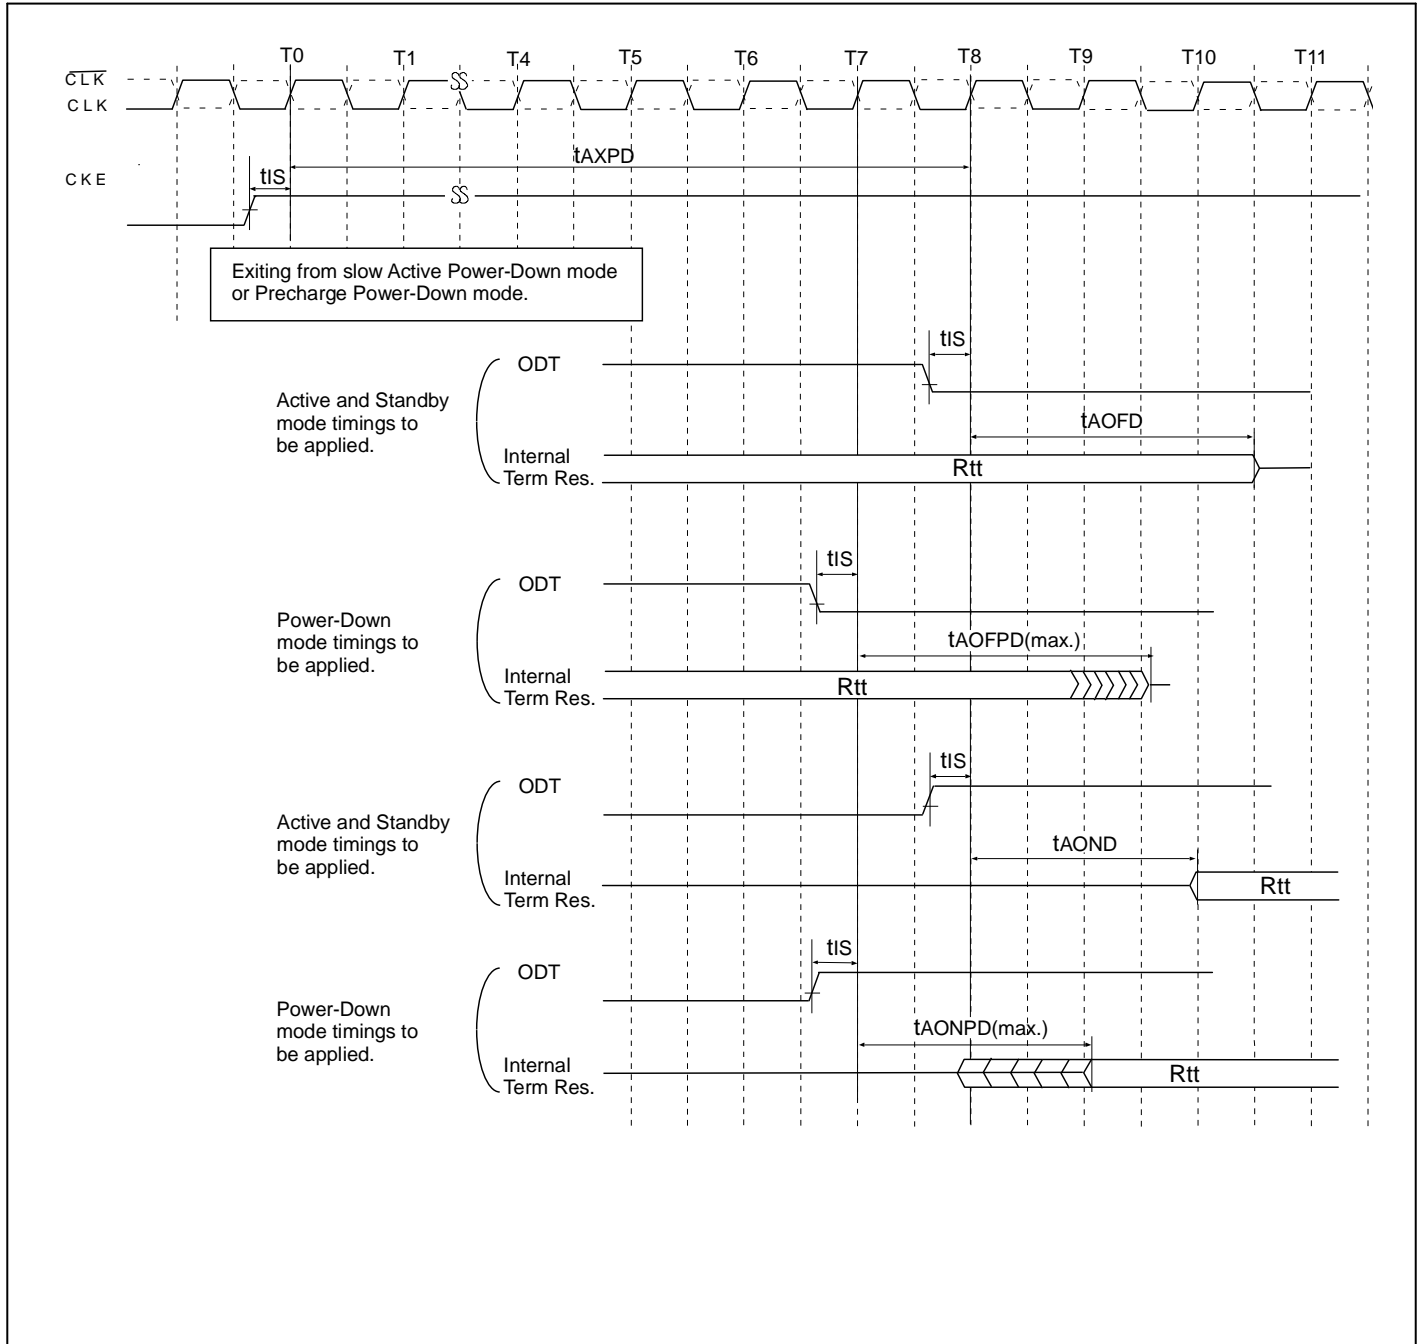 T0 T1 T4 T5 T6 T7 T8 T9 T10 T11
CLK
CLK
tAXPD
CKE
tIS
Exiting from slow Active Power-Down mode
or Precharge Power-Down mode.
tIS
ODT
Active and Standby
mode timings to
be applied.
tAOFD
Internal
Term Res.
Rtt
tIS
ODT
Power-Down
mode timings to
be applied.
tAOFPD(max.)
Internal
Term Res.
Rtt
tIS
ODT
Active and Standby
mode timings to
be applied.
tAOND
Internal
Term Res.
Rtt
tIS
ODT
Power-Down
mode timings to
be applied.
tAONPD(max.)
Internal
Term Res.
Rtt